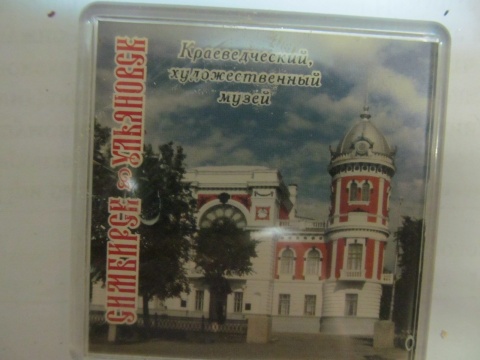 Краеведческий,
художественный
музей
СИМБИРСК УЛЬЯНОВСК